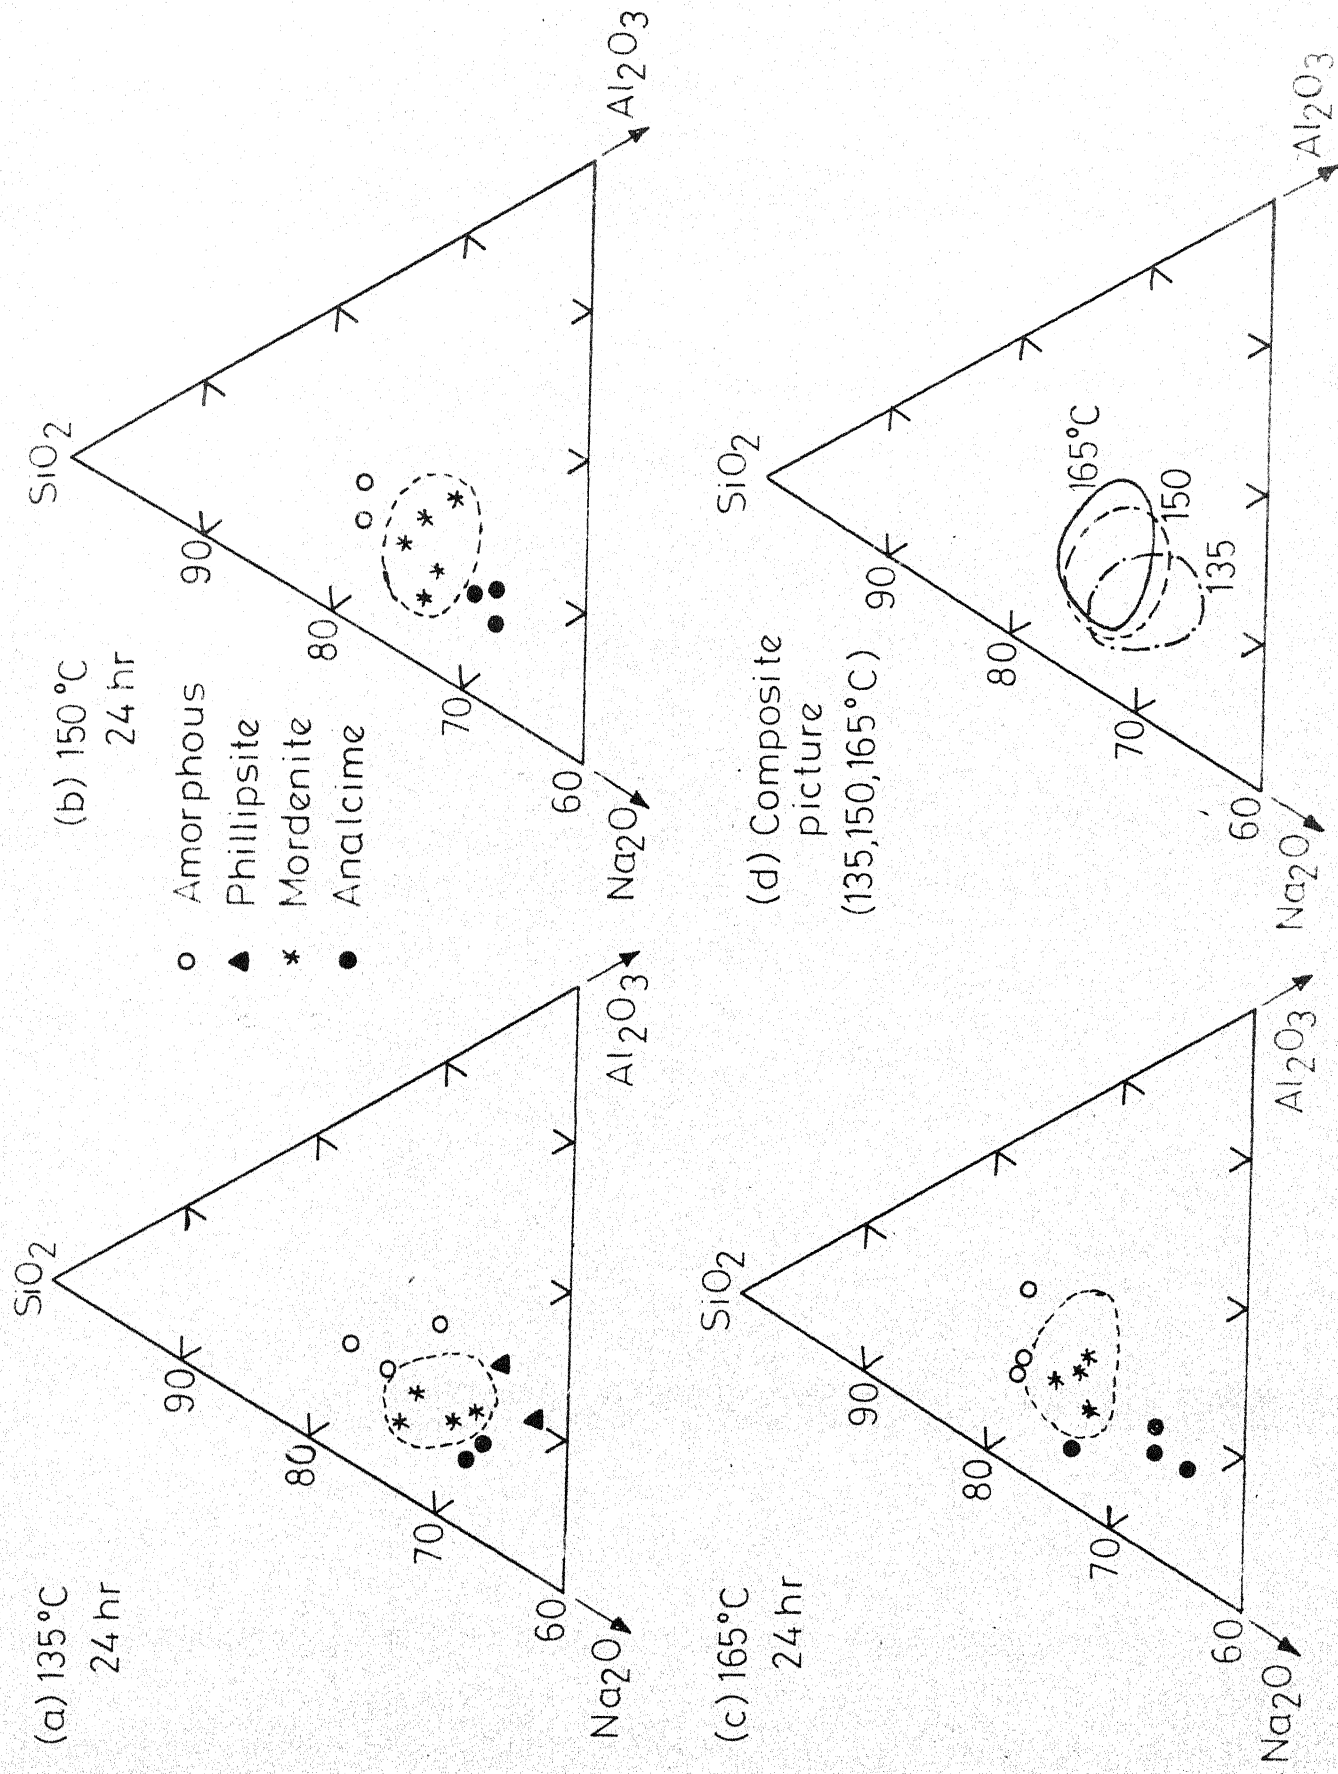 (a) 135°C
24 hr
SiO2
90
80
70
60
Na2O
Al2O3
(b) 150°C
24 hr
SiO2
90
80
70
60
Na2O
Al2O3
Amorphous
Phillipsite
Mordenite
Analcime
(c) 165°C
24 hr
SiO2
90
80
70
60
Na2O
Al2O3
(d) Composite
picture
(135,150,165°C)
SiO2
90
80
70
60
Na2O
Al2O3
165°C
150
135